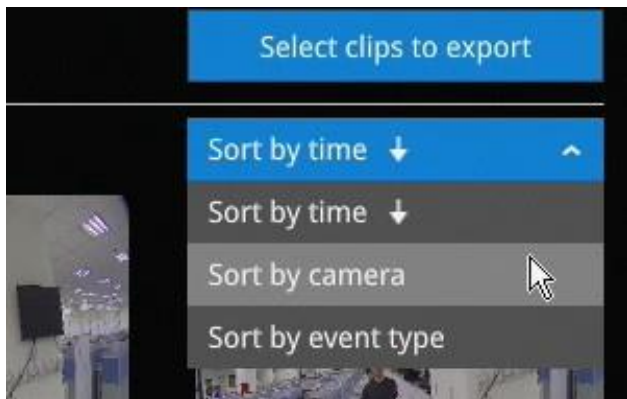 Select clips to export
Sort by time ↓
Sort by time ↓
Sort by camera
Sort by event type